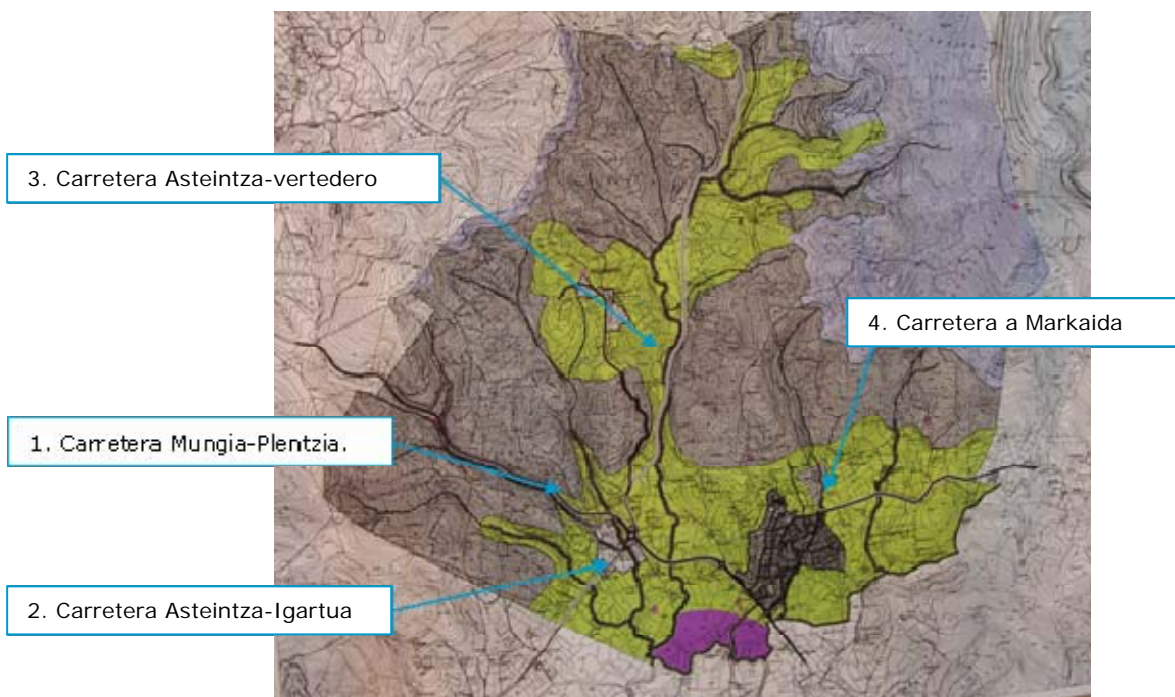 3. Carretera Asteintza-vertedero
4. Carretera a Markaida
1. Carretera Mungia-Plentzia.
2. Carretera Asteintza-Igartua